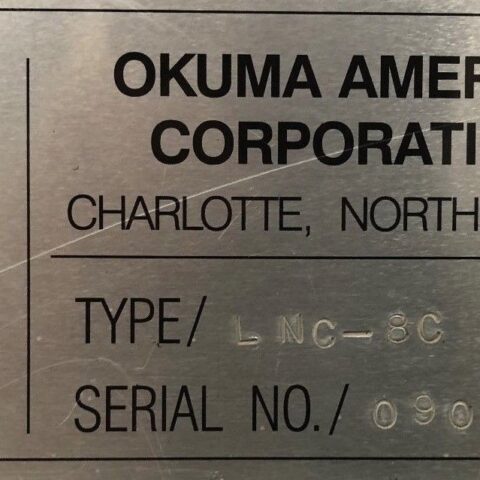 OKUMA AMER
CORPORATI
CHARLOTTE, NORTH
TYPE/ LNC-8C
SERIAL NO./ 090